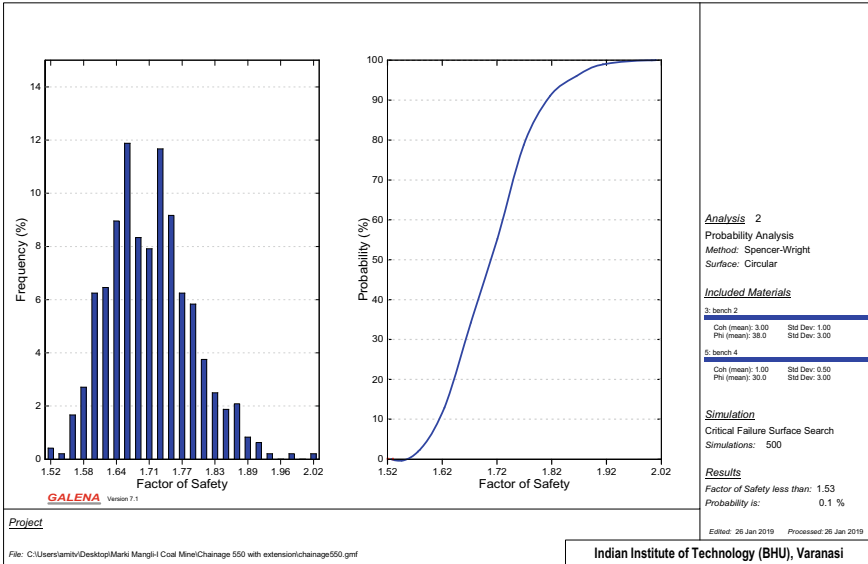 14
12
10
8
6
4
2
0
Frequency (%)
1.52 1.58 1.64 1.71 1.77 1.83 1.89 1.96 2.02
Factor of Safety
GALENA Version 7.1
100
90
80
70
60
50
40
30
20
10
0
Probability (%)
1.52 1.62 1.72 1.82 1.92 2.02
Factor of Safety
Analysis 2
Probability Analysis
Method: Spencer-Wright
Surface: Circular
Included Materials
3: bench 2
Coh (mean): 3.00 Std Dev: 1.00
Phi (mean): 38.0 Std Dev: 3.00
5: bench 4
Coh (mean): 1.00 Std Dev: 0.50
Phi (mean): 30.0 Std Dev: 3.00
Simulation
Critical Failure Surface Search
Simulations: 500
Results
Factor of Safety less than: 1.53
Probability is: 0.1 %
Edited: 26 Jan 2019 Processed: 26 Jan 2019
Project
File: C:\Users\amitv\Desktop\Marki Mangli-I Coal Mine\Chainage 550 with extension\chainage550.gmf
Indian Institute of Technology (BHU), Varanasi